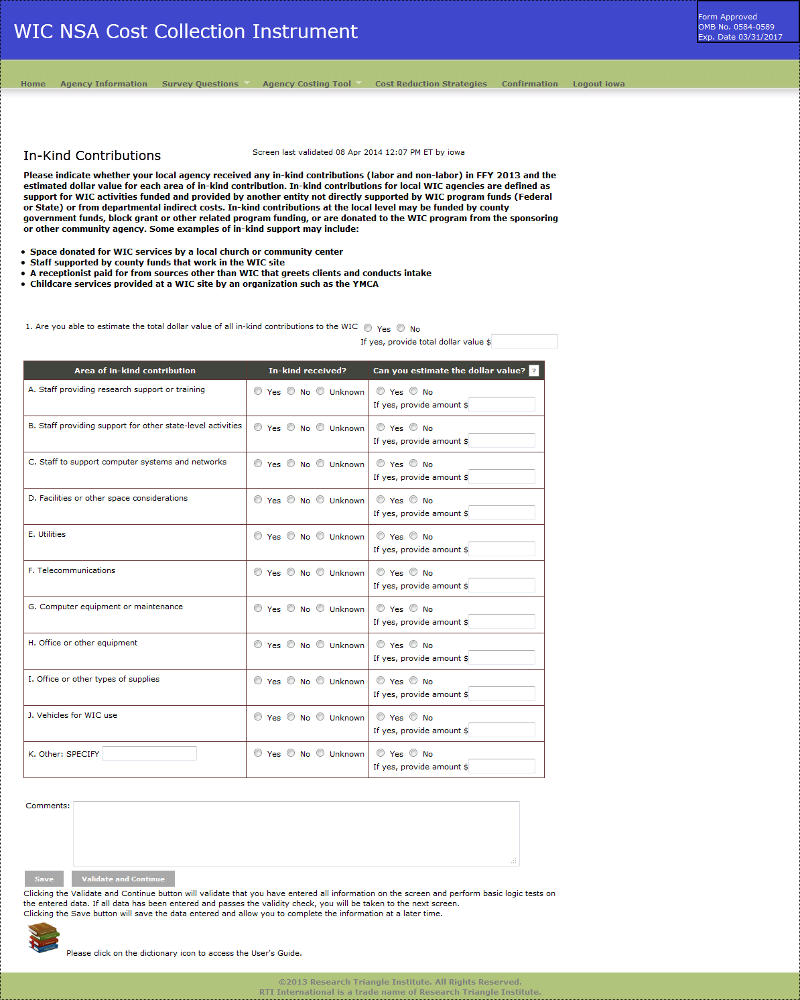 WIC NSA Cost Collection Instrument
Form Approved
OMB No. 0584-0589
Exp. Date 03/31/2017
Home Agency Information Survey Questions Agency Costing Tool Cost Reduction Strategies Confirmation Logout iowa
In-Kind Contributions
Screen last validated 08 Apr 2014 12:07 PM ET by iowa
Please indicate whether your local agency received any in-kind contributions (labor and non-labor) in FFY 2013 and the
estimated dollar value for each area of in-kind contribution. In-kind contributions for local WIC agencies are defined as
support for WIC activities funded and provided by another entity not directly supported by WIC program funds (Federal
or State) or from departmental indirect costs. In-kind contributions at the local level may be funded by county
government funds, block grant or other related program funding, or are donated to the WIC program from the sponsoring
or other community agency. Some examples of in-kind support may include:
• Space donated for WIC services by a local church or community center
• Staff supported by county funds that work in the WIC site
• A receptionist paid for from sources other than WIC that greets clients and conducts intake
• Childcare services provided at a WIC site by an organization such as the YMCA
1. Are you able to estimate the total dollar value of all in-kind contributions to the WIC Yes No
If yes, provide total dollar value $
Area of in-kind contribution In-kind received? Can you estimate the dollar value? ?
A. Staff providing research support or training Yes No Unknown Yes No
If yes, provide amount $
B. Staff providing support for other state-level activities Yes No Unknown Yes No
If yes, provide amount $
C. Staff to support computer systems and networks Yes No Unknown Yes No
If yes, provide amount $
D. Facilities or other space considerations Yes No Unknown Yes No
If yes, provide amount $
E. Utilities Yes No Unknown Yes No
If yes, provide amount $
F. Telecommunications Yes No Unknown Yes No
If yes, provide amount $
G. Computer equipment or maintenance Yes No Unknown Yes No
If yes, provide amount $
H. Office or other equipment Yes No Unknown Yes No
If yes, provide amount $
I. Office or other types of supplies Yes No Unknown Yes No
If yes, provide amount $
J. Vehicles for WIC use Yes No Unknown Yes No
If yes, provide amount $
K. Other: SPECIFY Yes No Unknown Yes No
If yes, provide amount $
Comments:
Save Validate and Continue
Clicking the Validate and Continue button will validate that you have entered all information on the screen and perform basic logic tests on
the entered data. If all data has been entered and passes the validity check, you will be taken to the next screen.
Clicking the Save button will save the data entered and allow you to complete the information at a later time.
Please click on the dictionary icon to access the User's Guide.
©2013 Research Triangle Institute. All Rights Reserved.
RTI International is a trade name of Research Triangle Institute.